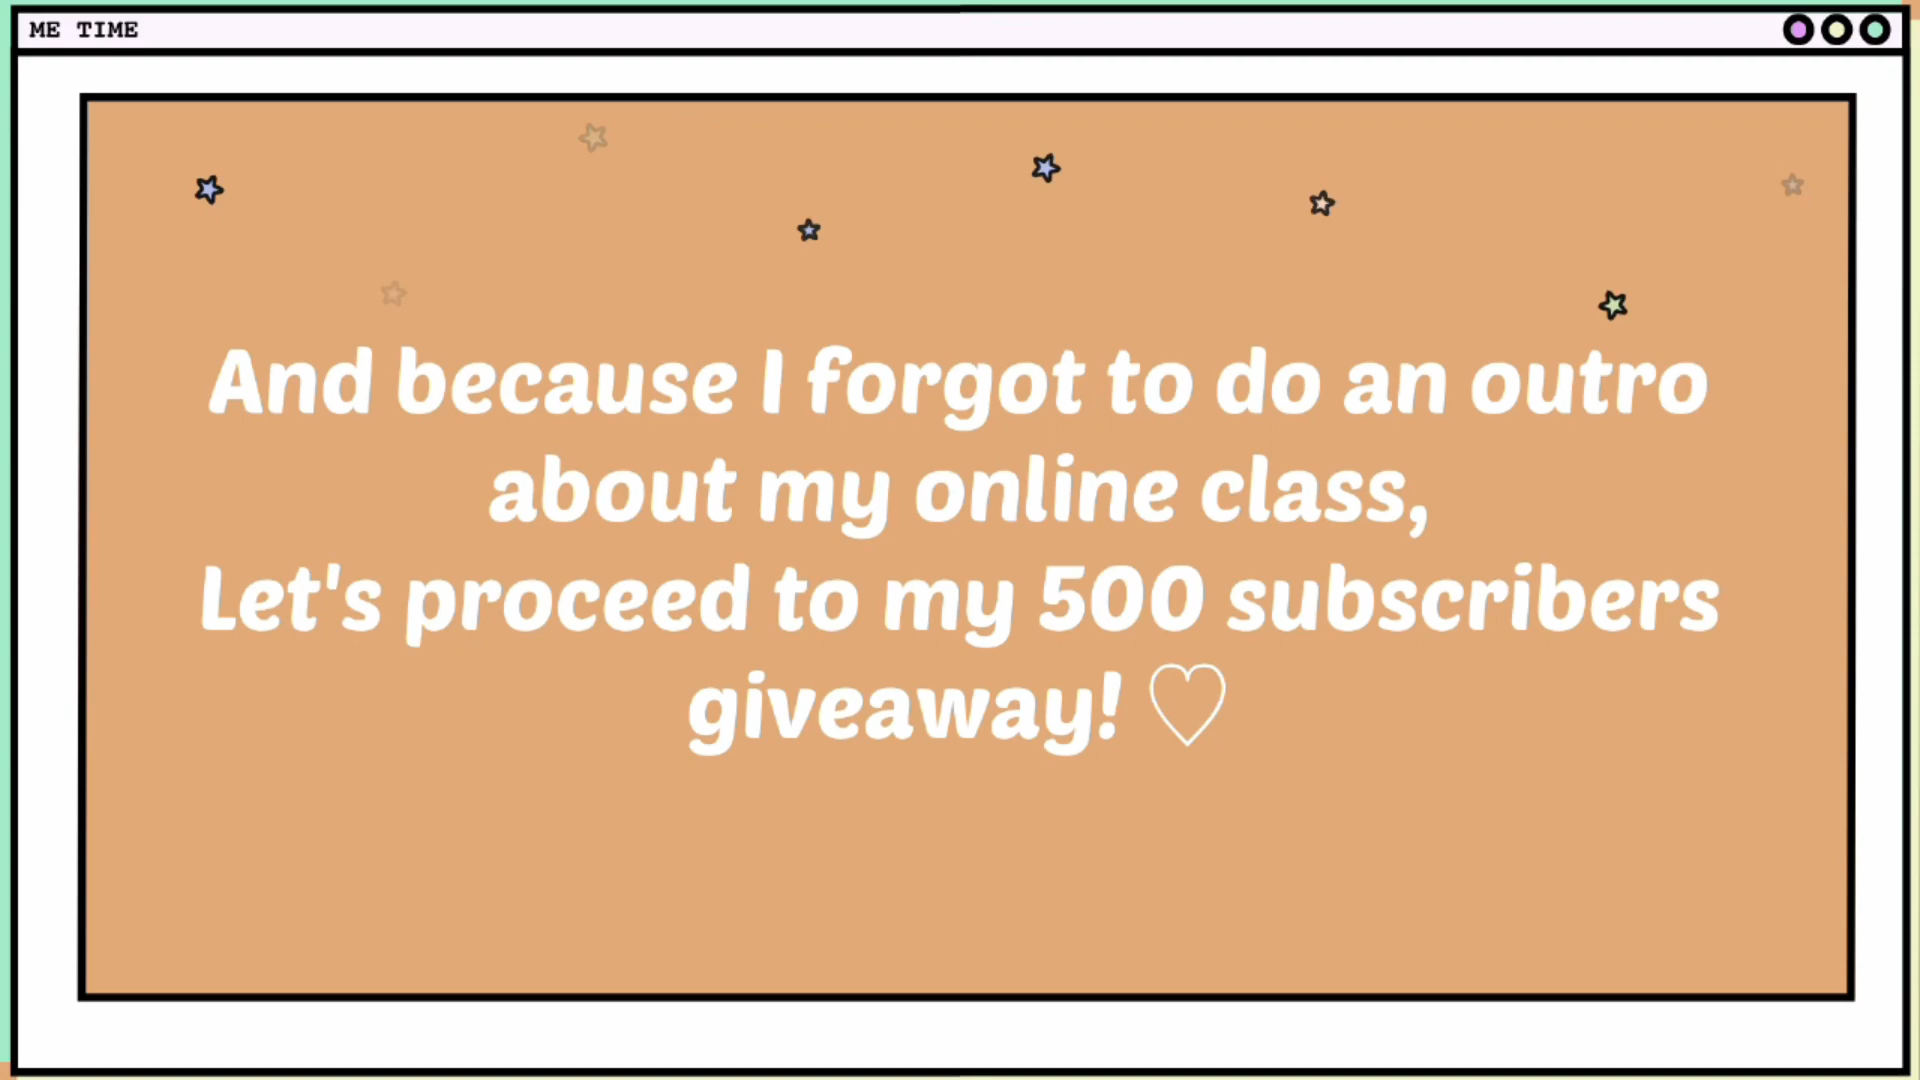 ME TIME
And because I forgot to do an outro
about my online class,
Let's proceed to my 500 subscribers
giveaway! ♡